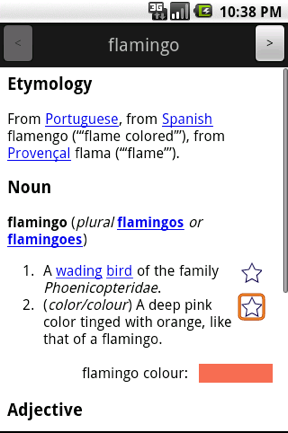 3G 10:38 PM
< flamingo >
Etymology
From Portuguese, from Spanish
flamengo (“‘flame colored’”), from
Provençal flama (“‘flame’”).
Noun
flamingo (plural flamingos or
flamingoes)
1. A wading bird of the family
Phoenicopteridae.
2. (color/colour) A deep pink
color tinged with orange, like
that of a flamingo.
flamingo colour:
Adjective